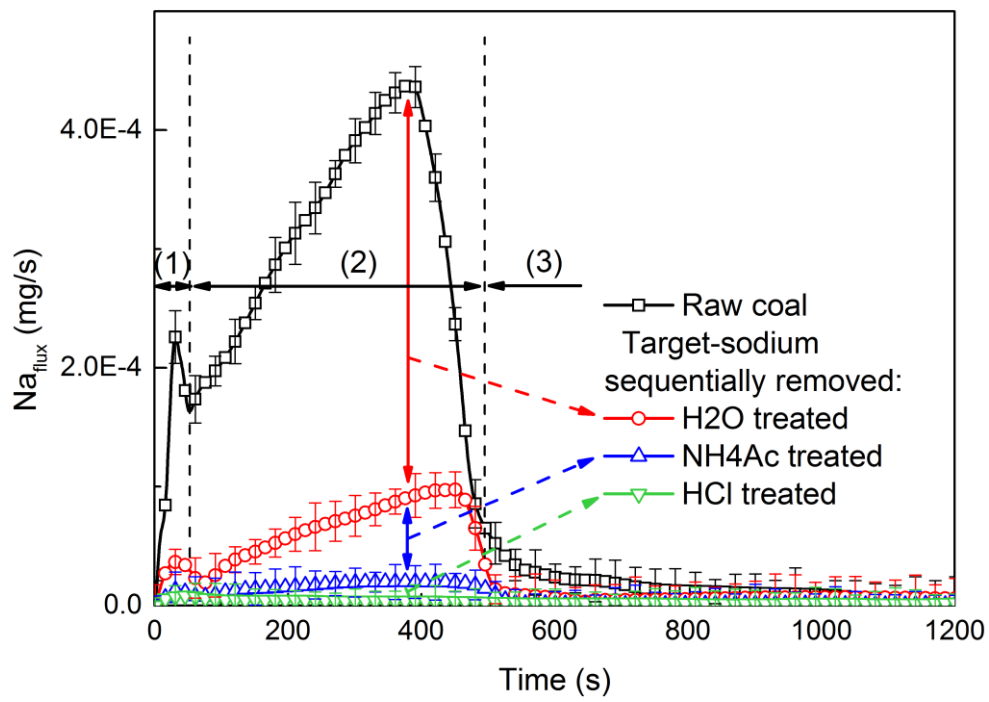 4.0E-4
2.0E-4
0.0
Na_flux (mg/s)
(1)
(2)
(3)
Raw coal
Target-sodium
sequentially removed:
H2O treated
NH4Ac treated
HCl treated
0 200 400 600 800 1000 1200
Time (s)